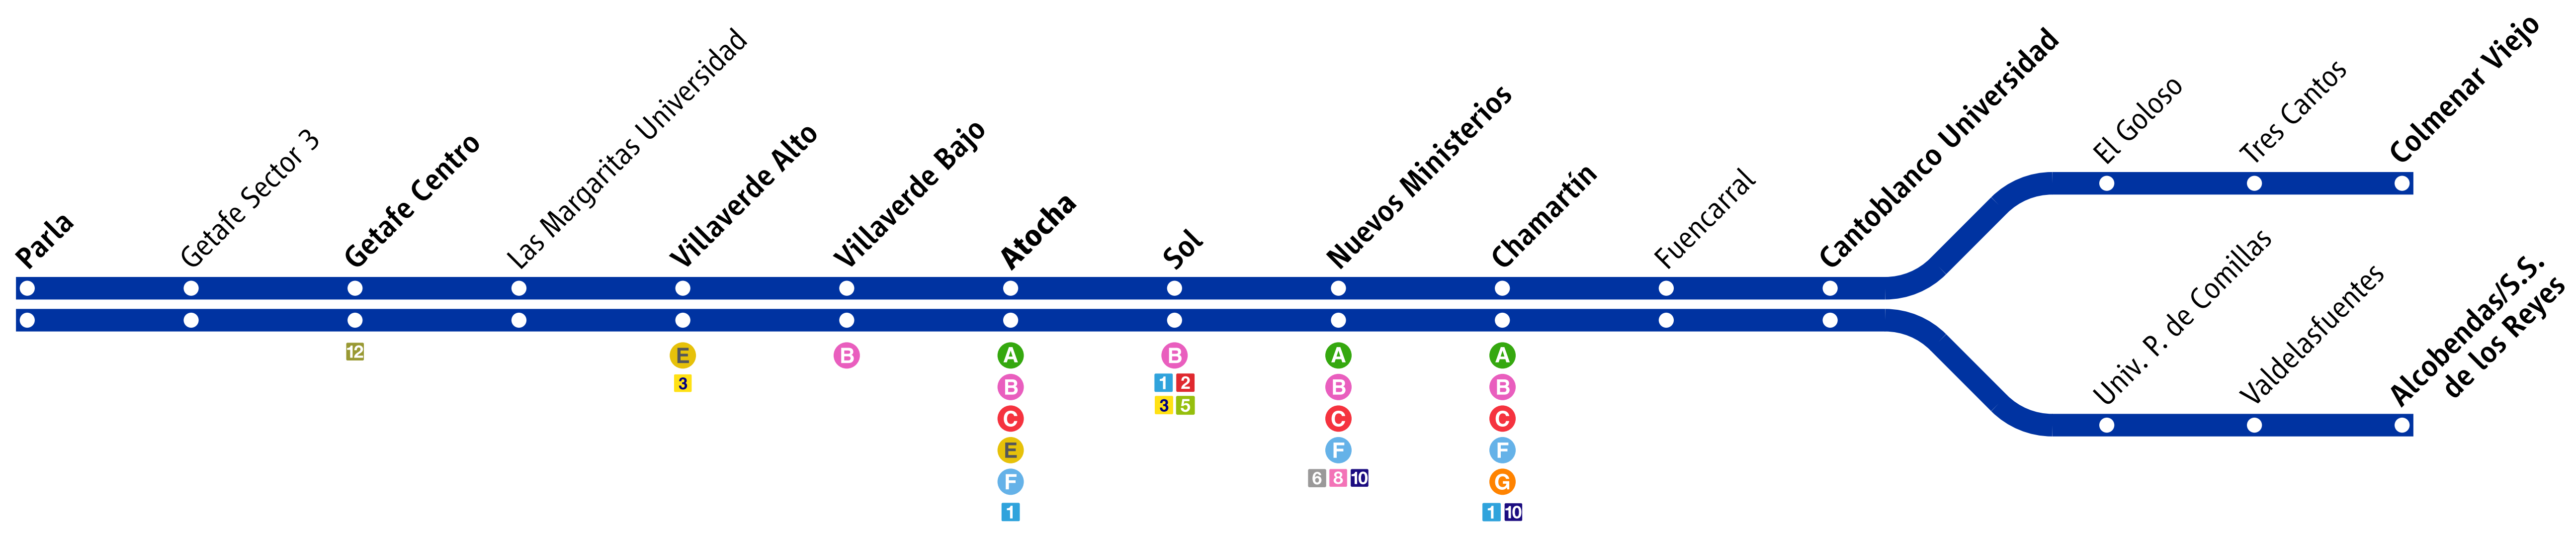 Parla
Getafe Sector 3
Getafe Centro
Las Margaritas Universidad
Villaverde Alto
Villaverde Bajo
Atocha
Sol
Nuevos Ministerios
Chamartín
Fuencarral
Cantoblanco Universidad
El Goloso
Tres Cantos
Colmenar Viejo
Univ. P. de Comillas
Valdelasfuentes
Alcobendas/S.S.
de los Reyes
12
E
3
B
A
B
C
E
F
1
B
1 2
3 5
A
B
C
F
6 8 10
A
B
C
F
G
1 10